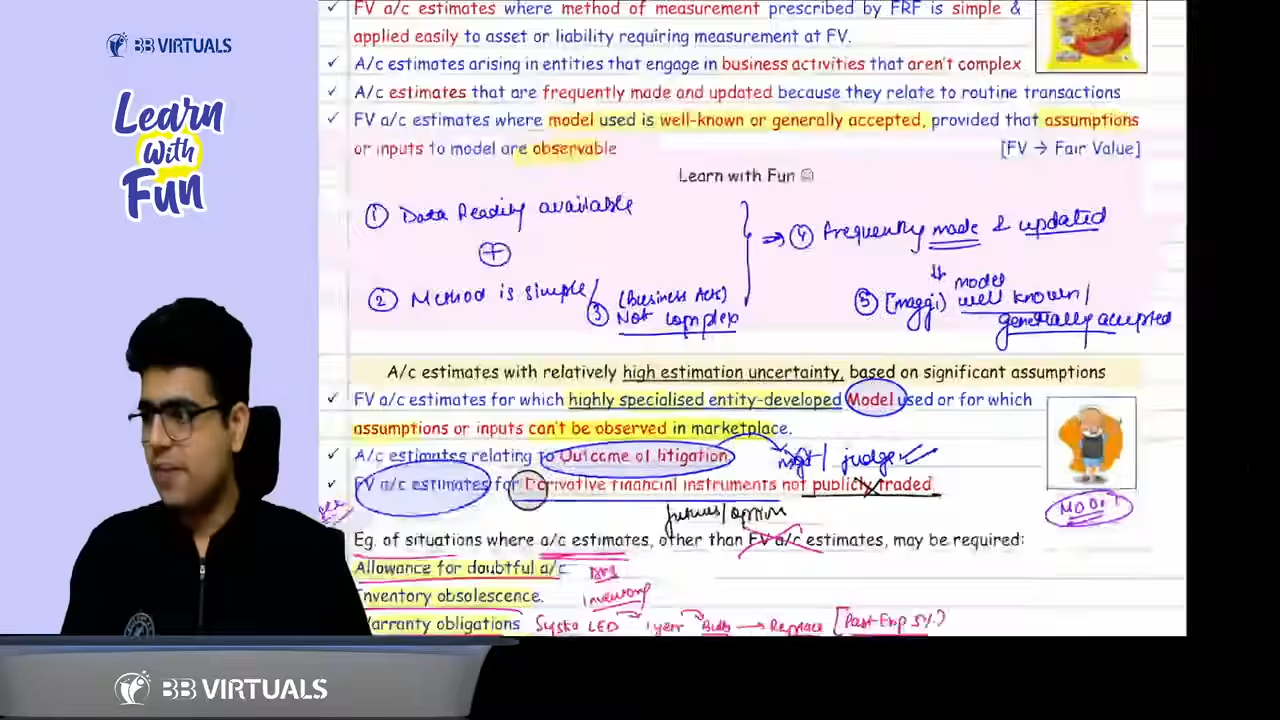 BB VIRTUALS
Learn
With
Fun
✓ FV a/c estimates where method of measurement prescribed by FRF is simple &
applied easily to asset or liability requiring measurement at FV.
✓ A/c estimates arising in entities that engage in business activities that aren't complex
✓ A/c estimates that are frequently made and updated because they relate to routine transactions
✓ FV a/c estimates where model used is well-known or generally accepted, provided that assumptions
or inputs to model are observable [FV → Fair Value]
Learn with Fun ☺
① Data Readily available
⊕
② Method is simple/
③ (Business Acts)
Not complex
⇒ ④ Frequently made & updated
⇓ model
⑤ [maggi] well known/
generally accepted
A/c estimates with relatively high estimation uncertainty, based on significant assumptions
✓ FV a/c estimates for which highly specialised entity-developed Model used or for which
assumptions or inputs can't be observed in marketplace.
✓ A/c estimates relating to Outcome of litigation mgt/ judge ✓
✓ FV a/c estimates for Derivative financial instruments not publicly traded.
futures/option
MODI
Eg. of situations where a/c estimates, other than FV a/c estimates, may be required:
Allowance for doubtful a/c
Inventory obsolescence.
Warranty obligations Syska LED 1 year Bulb → Replace [Past Exp 5%]
BB VIRTUALS